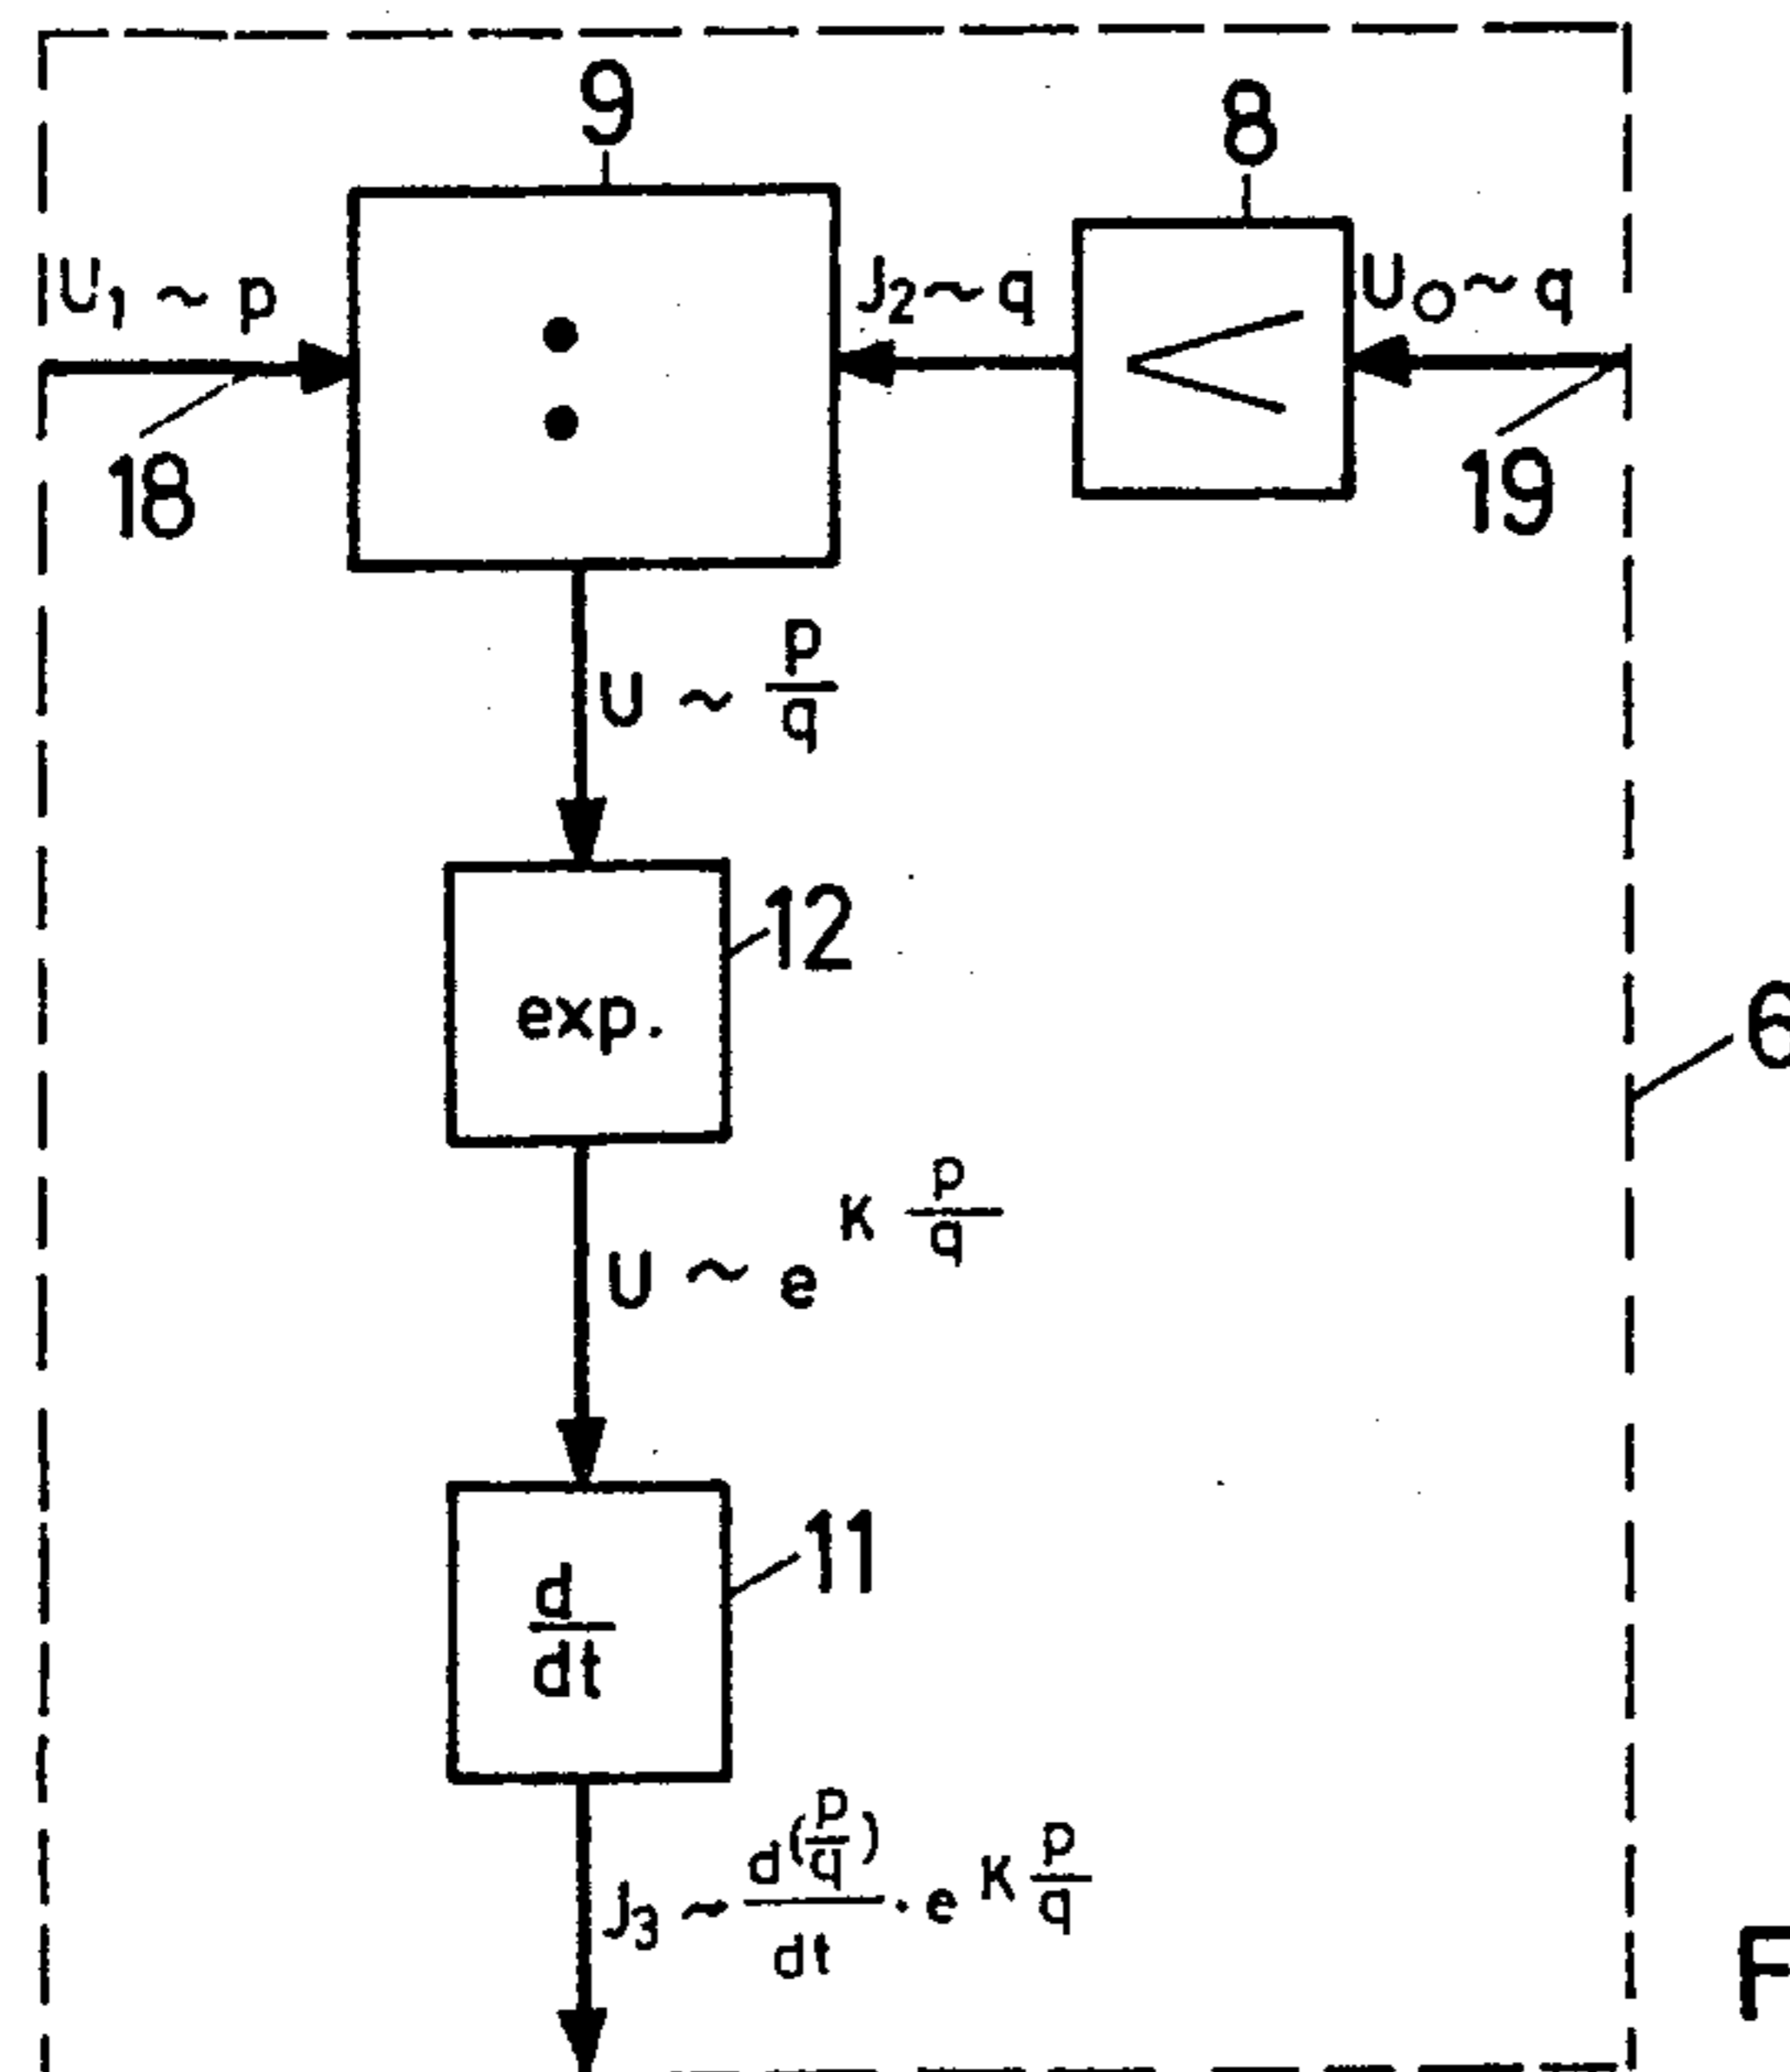 9
8
U₁ ~ p
J₂ ~ q
U₀ ~ q
18
19
U ~ p/q
12
exp.
6
U ~ e^(K p/q)
11
d/dt
J₃ ~ d(p/q)/dt · e^(K p/q)
F